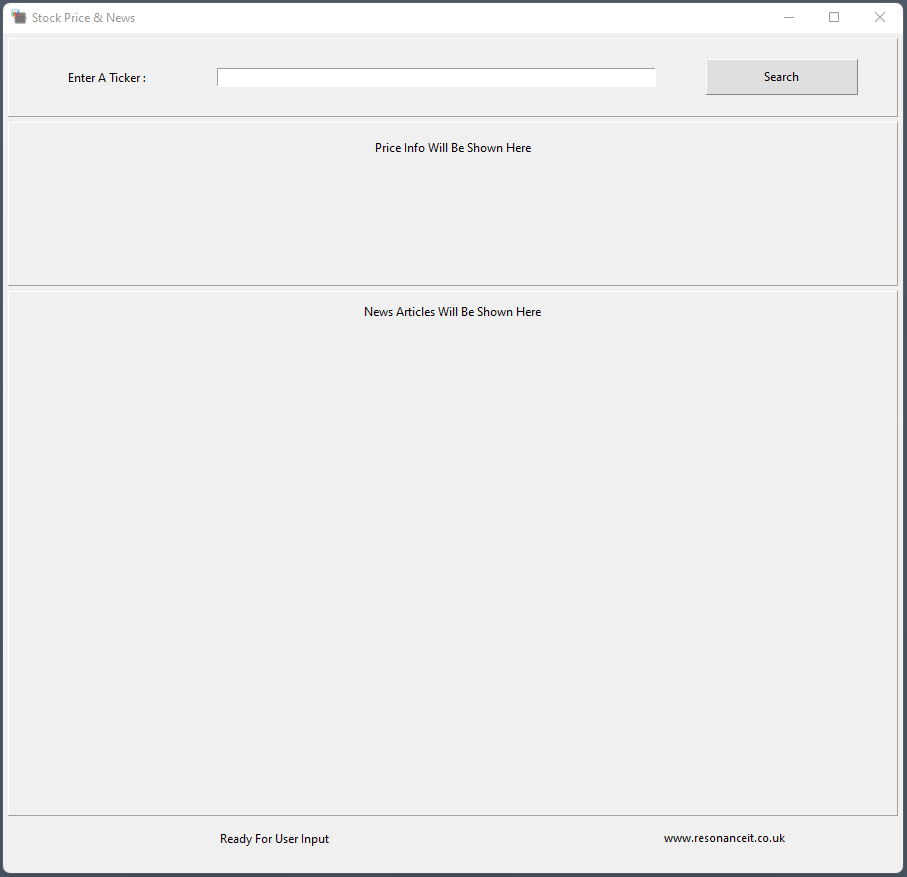 Stock Price & News
Enter A Ticker :
Search
Price Info Will Be Shown Here
News Articles Will Be Shown Here
Ready For User Input
www.resonanceit.co.uk